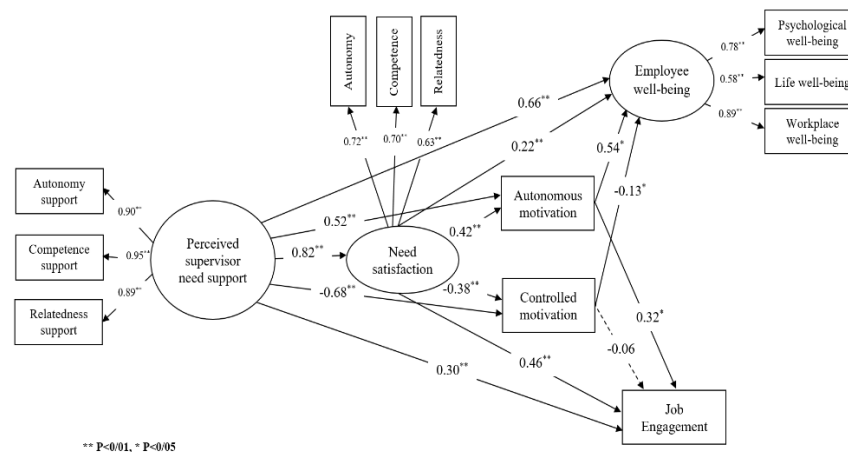 Psychological
well-being
Life well-being
Workplace
well-being
0.78**
0.58**
0.89**
Employee
well-being
Autonomy
Competence
Relatedness
0.72**
0.70**
0.63**
0.66**
0.22**
0.54*
-0.13*
Autonomy
support
Competence
support
Relatedness
support
0.90**
0.95**
0.89**
Perceived
supervisor
need support
0.52**
0.82**
-0.68**
0.30**
Need
satisfaction
0.42**
-0.38**
0.46**
Autonomous
motivation
Controlled
motivation
0.32*
-0.06
Job
Engagement
** P<0/01, * P<0/05